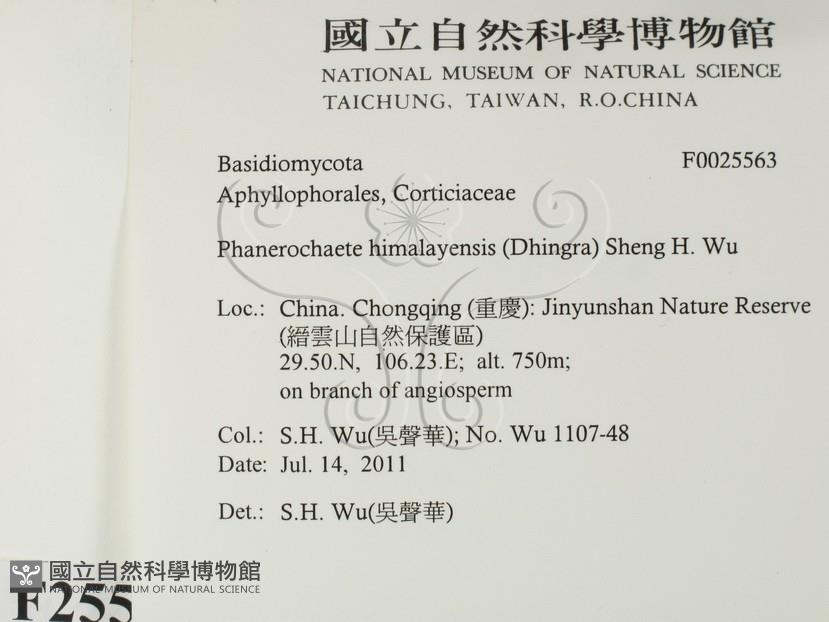 國立自然科學博物館
NATIONAL MUSEUM OF NATURAL SCIENCE
TAICHUNG, TAIWAN, R.O.CHINA
Basidiomycota F0025563
Aphyllophorales, Corticiaceae
Phanerochaete himalayensis (Dhingra) Sheng H. Wu
Loc.: China. Chongqing (重慶): Jinyunshan Nature Reserve
(縉雲山自然保護區)
29.50.N, 106.23.E; alt. 750m;
on branch of angiosperm
Col.: S.H. Wu(吳聲華); No. Wu 1107-48
Date: Jul. 14, 2011
Det.: S.H. Wu(吳聲華)
國立自然科學博物館
NATIONAL MUSEUM OF NATURAL SCIENCE
F255